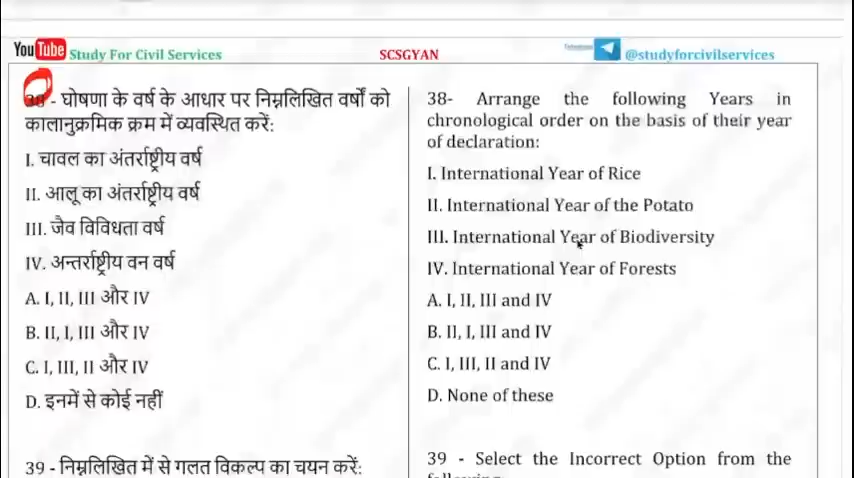 You Tube Study For Civil Services
SCSGYAN
@studyforcivilservices
38 - घोषणा के वर्ष के आधार पर निम्नलिखित वर्षों को
कालानुक्रमिक क्रम में व्यवस्थित करें:
I. चावल का अंतर्राष्ट्रीय वर्ष
II. आलू का अंतर्राष्ट्रीय वर्ष
III. जैव विविधता वर्ष
IV. अन्तर्राष्ट्रीय वन वर्ष
A. I, II, III और IV
B. II, I, III और IV
C. I, III, II और IV
D. इनमें से कोई नहीं
39 - निम्नलिखित में से गलत विकल्प का चयन करें:
38- Arrange the following Years in
chronological order on the basis of their year
of declaration:
I. International Year of Rice
II. International Year of the Potato
III. International Year of Biodiversity
IV. International Year of Forests
A. I, II, III and IV
B. II, I, III and IV
C. I, III, II and IV
D. None of these
39 - Select the Incorrect Option from the